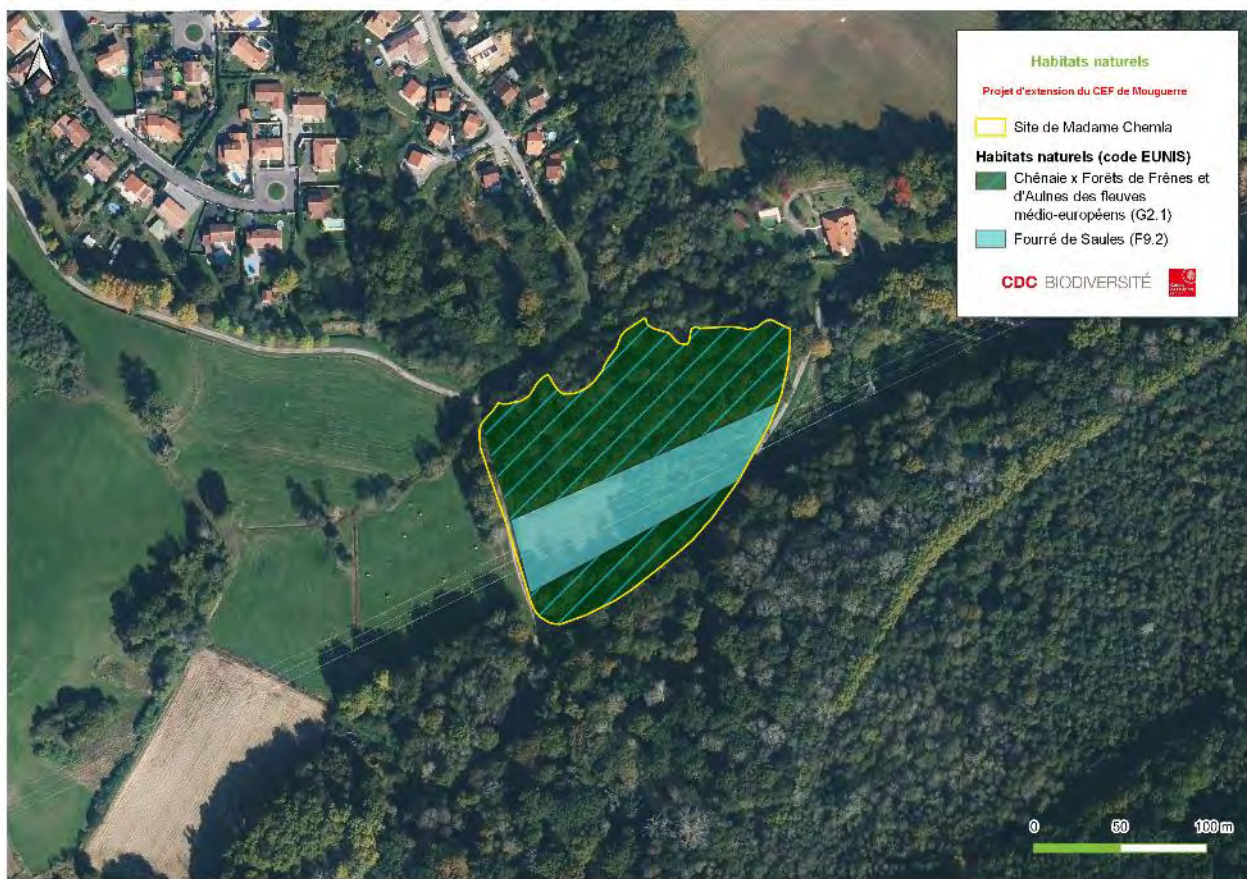 Habitats naturels
Projet d'extension du CEF de Mouguerre
Site de Madame Chemla
Habitats naturels (code EUNIS)
Chênaie x Forêts de Frênes et
d'Aulnes des fleuves
médio-européens (G2.1)
Fourré de Saules (F9.2)
CDC BIODIVERSITÉ
0 50 100 m